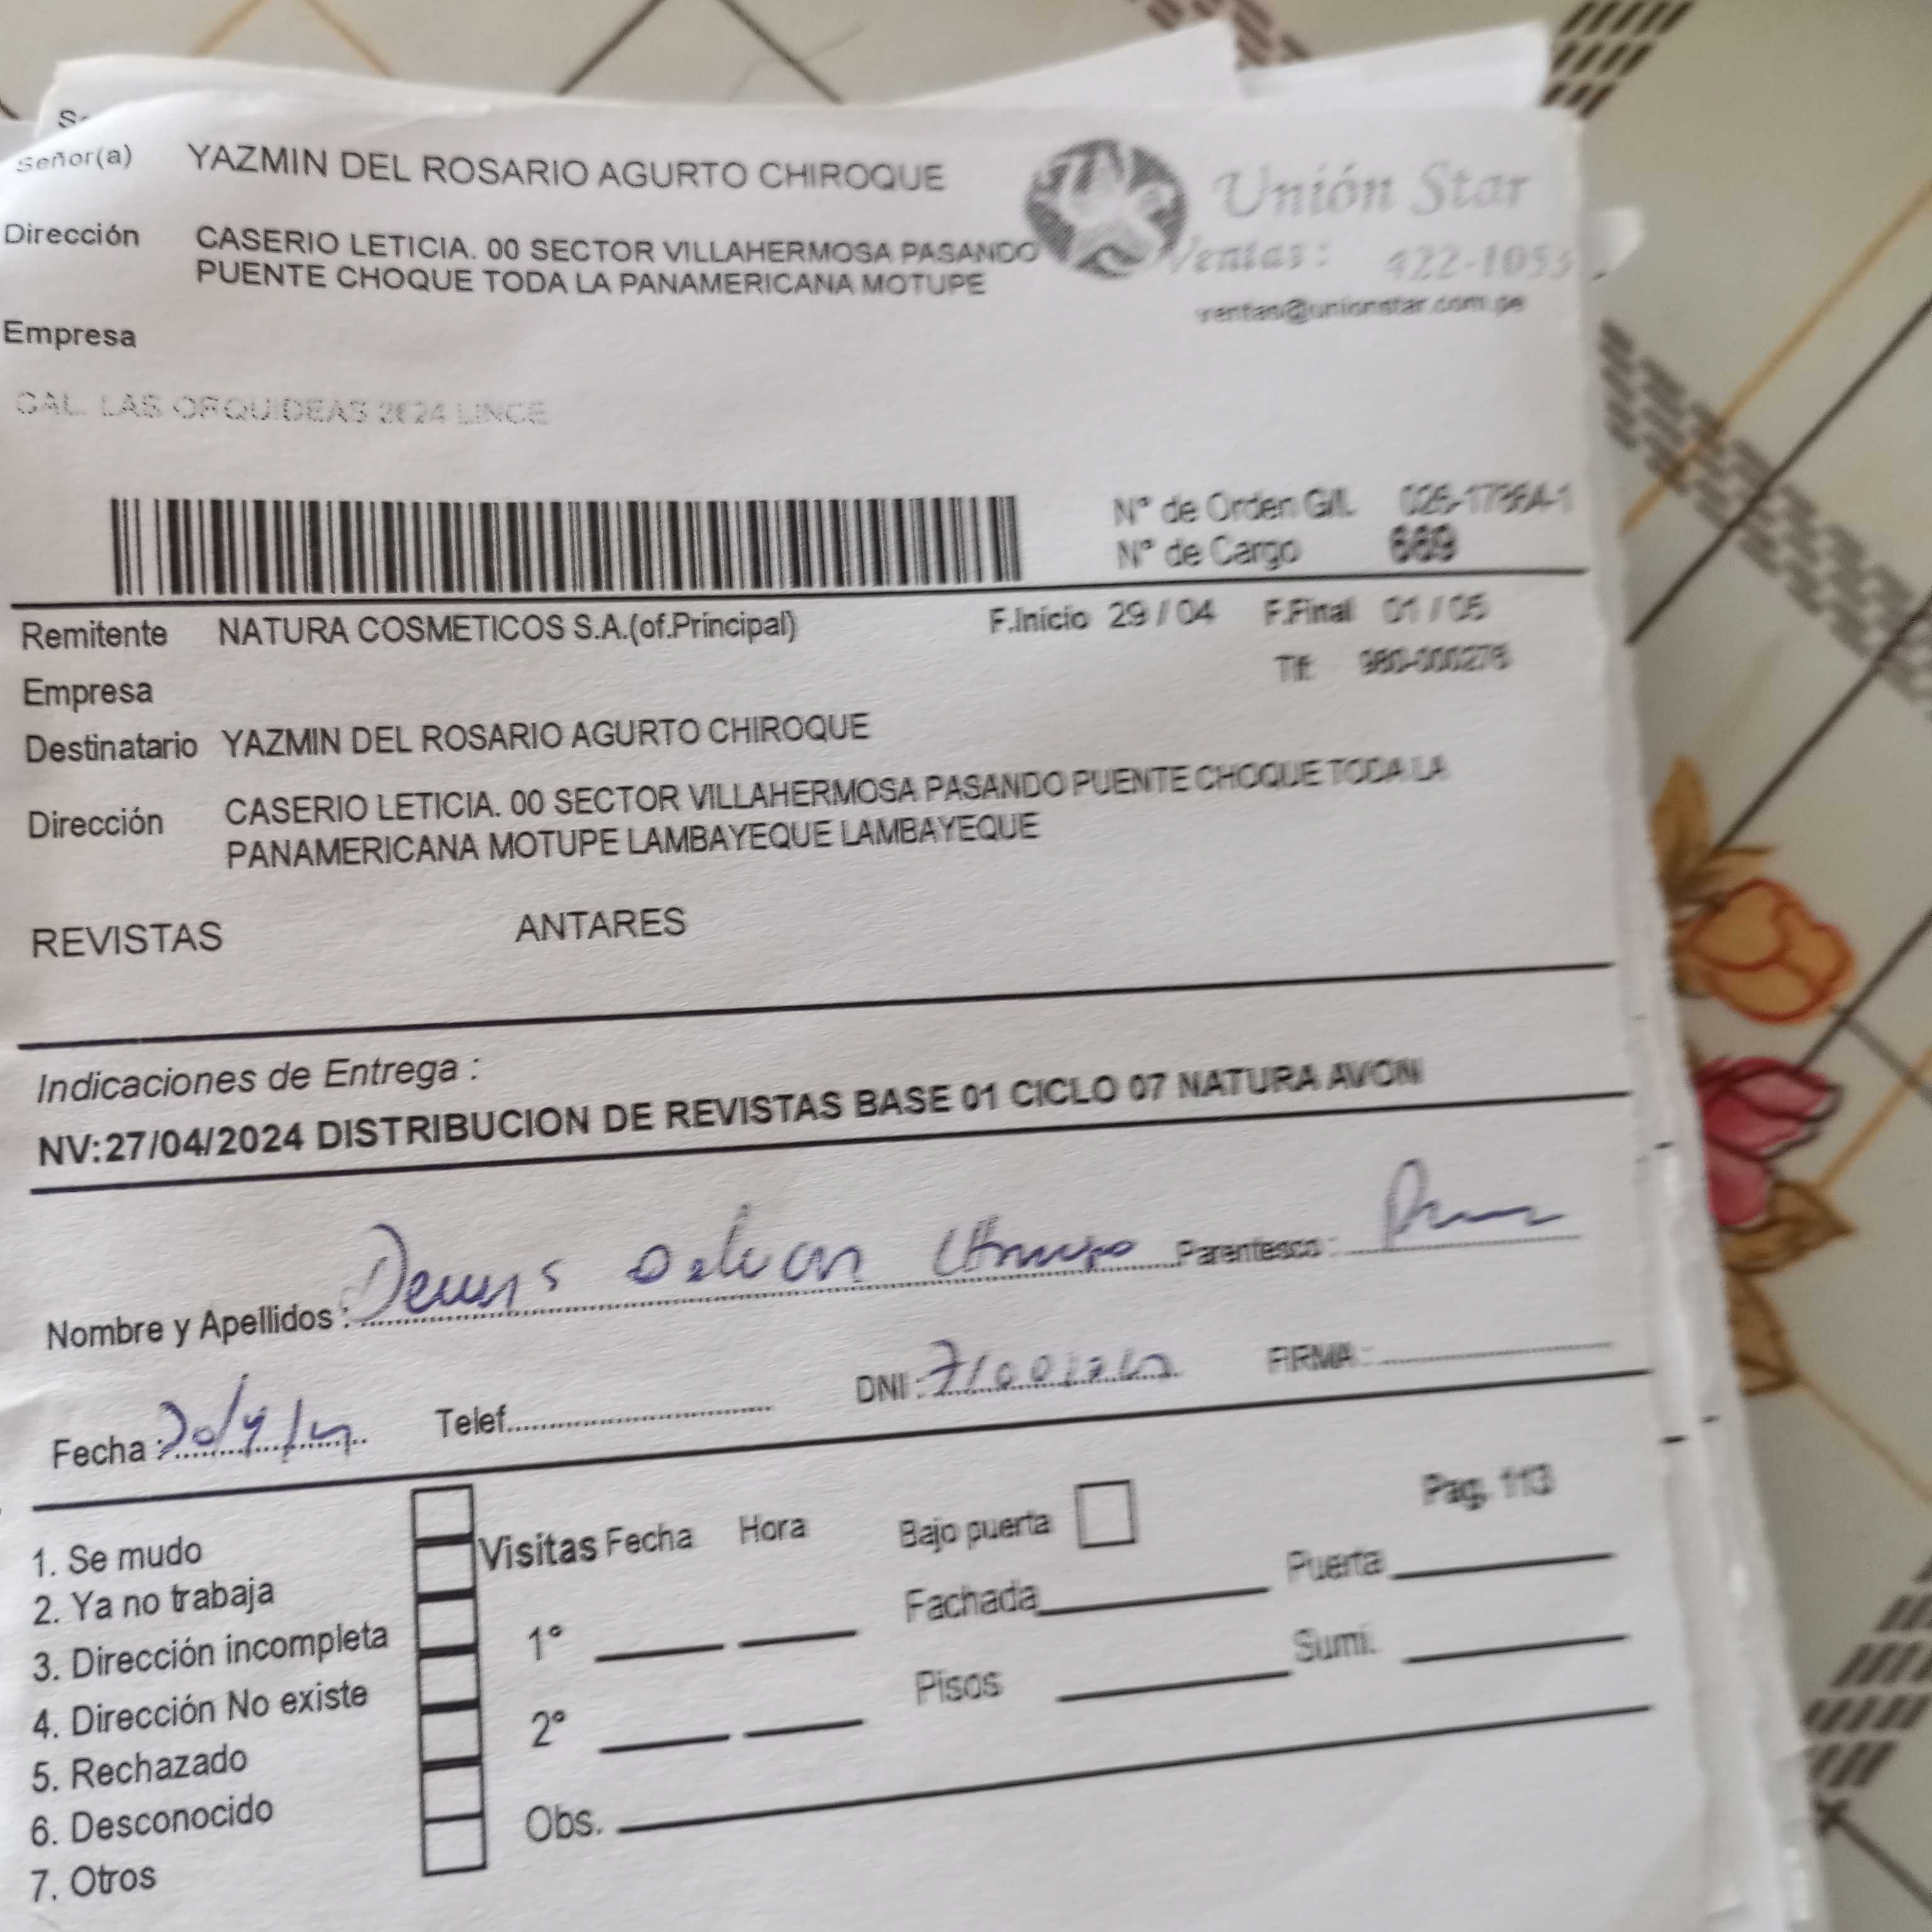 Señor(a) YAZMIN DEL ROSARIO AGURTO CHIROQUE
Unión Star
Dirección CASERIO LETICIA. 00 SECTOR VILLAHERMOSA PASANDO
PUENTE CHOQUE TODA LA PANAMERICANA MOTUPE
Ventas: 422-1055
ventas@unionstar.com.pe
Empresa
CAL. LAS ORQUIDEAS 2624 LINCE
N° de Orden G/L
N° de Cargo 669
Remitente NATURA COSMETICOS S.A.(of.Principal) F.Inicio 29 / 04 F.Final 01 / 05
Empresa Tlf:
Destinatario YAZMIN DEL ROSARIO AGURTO CHIROQUE
Dirección CASERIO LETICIA. 00 SECTOR VILLAHERMOSA PASANDO PUENTE CHOQUE TODA LA
PANAMERICANA MOTUPE LAMBAYEQUE LAMBAYEQUE
REVISTAS ANTARES
Indicaciones de Entrega :
NV:27/04/2024 DISTRIBUCION DE REVISTAS BASE 01 CICLO 07 NATURA AVON
Nombre y Apellidos : Parentesco :
Fecha : Telef. DNI : FIRMA :
Pag. 113
1. Se mudo
2. Ya no trabaja
3. Dirección incompleta
4. Dirección No existe
5. Rechazado
6. Desconocido
7. Otros
Visitas Fecha Hora Bajo puerta
Fachada Puerta
1°
Pisos Sumi.
2°
Obs.